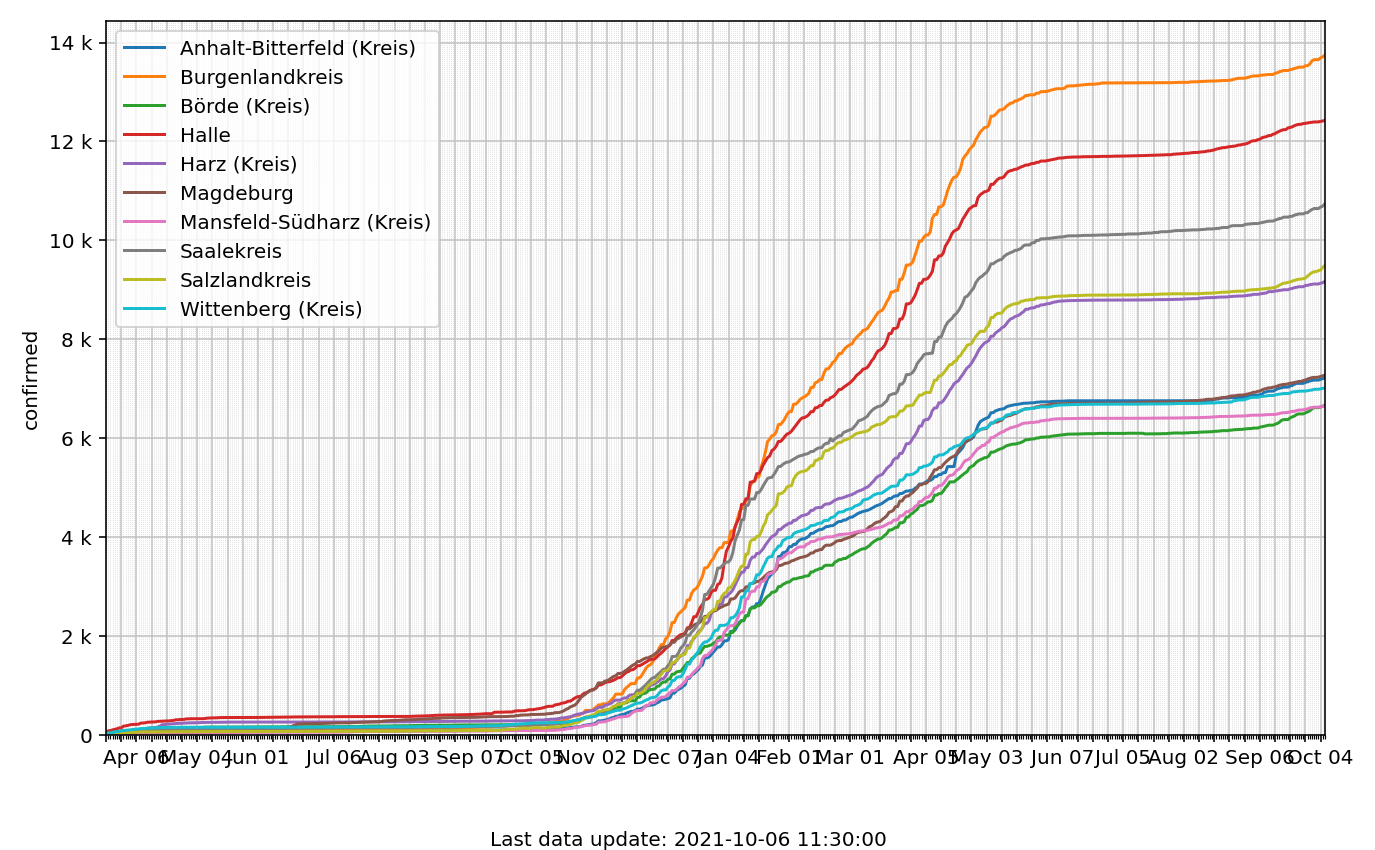 14 k
12 k
10 k
8 k
6 k
4 k
2 k
0
confirmed
Anhalt-Bitterfeld (Kreis)
Burgenlandkreis
Börde (Kreis)
Halle
Harz (Kreis)
Magdeburg
Mansfeld-Südharz (Kreis)
Saalekreis
Salzlandkreis
Wittenberg (Kreis)
Apr 06 May 04 Jun 01 Jul 06 Aug 03 Sep 07 Oct 05 Nov 02 Dec 07 Jan 04 Feb 01 Mar 01 Apr 05 May 03 Jun 07 Jul 05 Aug 02 Sep 06 Oct 04
Last data update: 2021-10-06 11:30:00